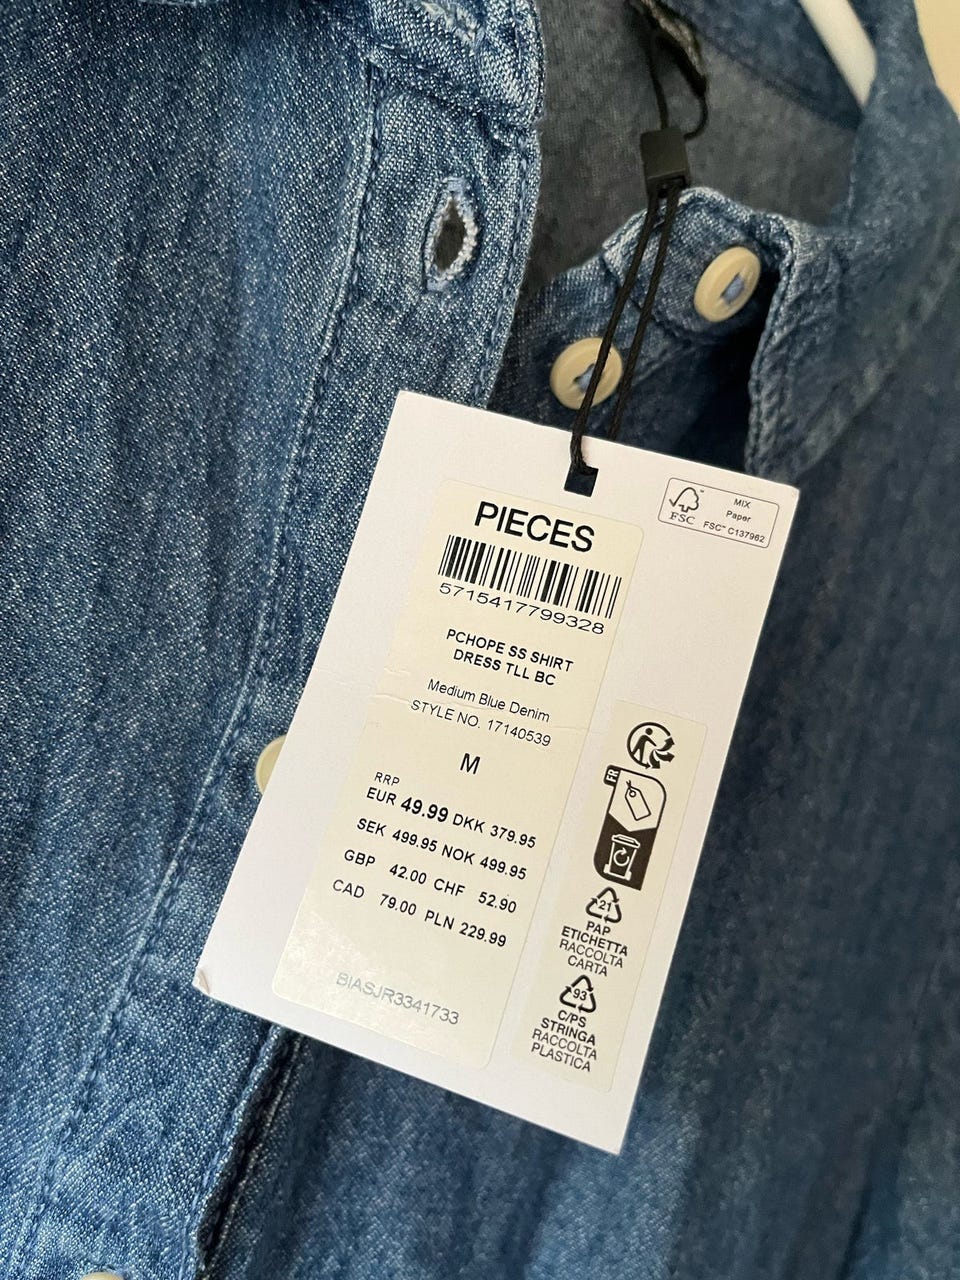 PIECES
5715417799328
PCHOPE SS SHIRT
DRESS TLL BC
Medium Blue Denim
STYLE NO. 17140539
M
RRP
EUR 49.99 DKK 379.95
SEK 499.95 NOK 499.95
GBP 42.00 CHF 52.90
CAD 79.00 PLN 229.99
BIASJR3341733
FSC™
MIX
Paper
FSC™ C137962
FR
21
PAP
ETICHETTA
RACCOLTA
CARTA
93
C/PS
STRINGA
RACCOLTA
PLASTICA